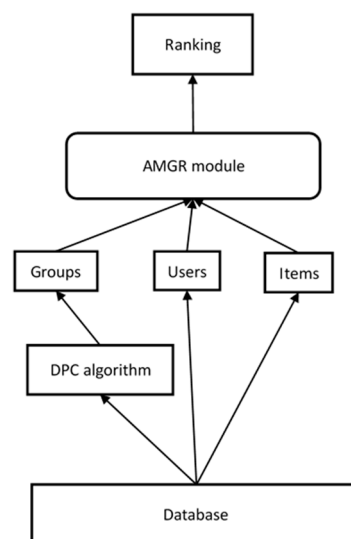 Ranking
AMGR module
Groups
Users
Items
DPC algorithm
Database